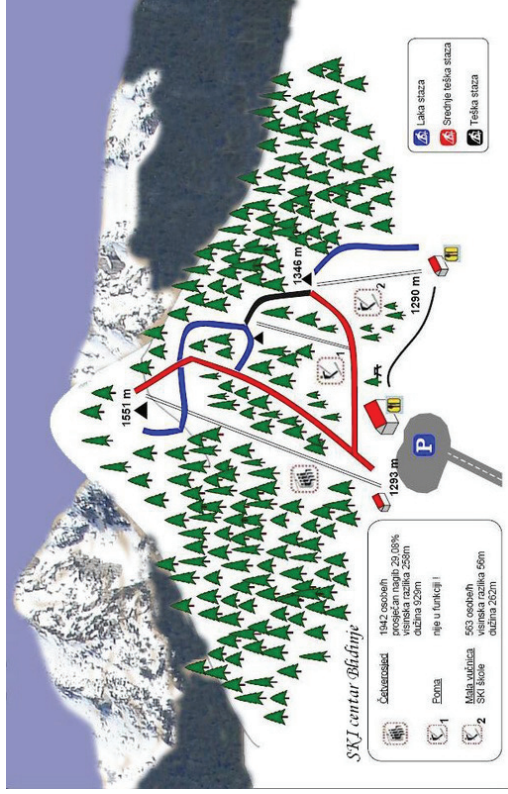 1551 m
1346 m
1
2
1290 m
1293 m
P
SKI centar Blidinje
Četverosjed
1942 osobe/h
prosječan nagib 29,08%
visinska razlika 258m
dužina 929m
1
Poma
nije u funkciji !
2
Mala vučnica
SKI škole
563 osobe/h
visinska razlika 56m
dužina 262m
Laka staza
Srednje teška staza
Teška staza